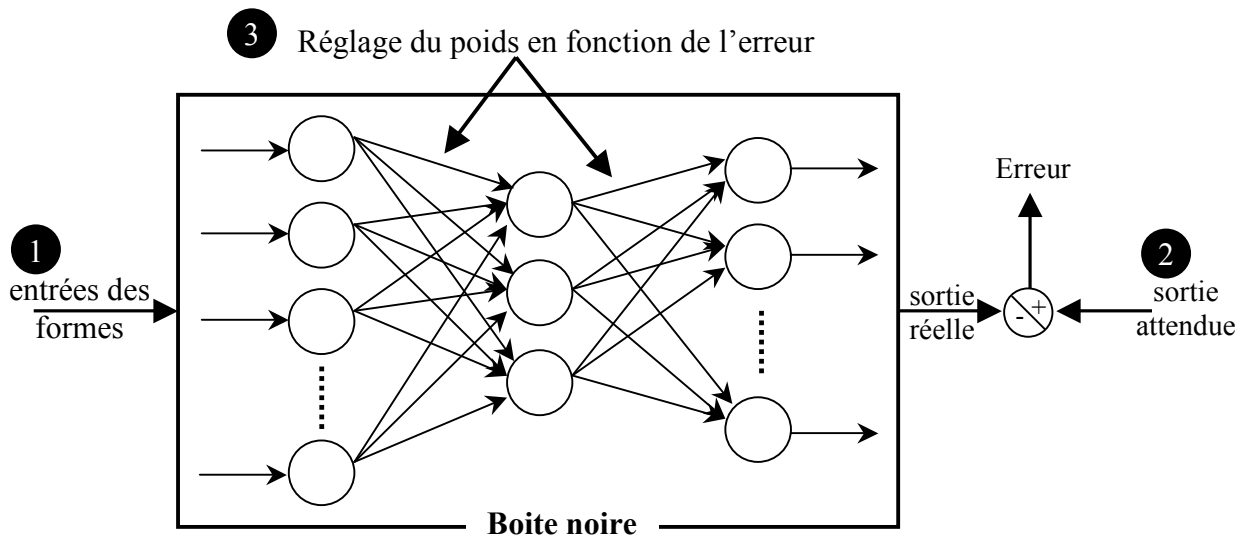 3 Réglage du poids en fonction de l'erreur
1
entrées des
formes
Erreur
2
sortie
réelle
- +
sortie
attendue
Boite noire